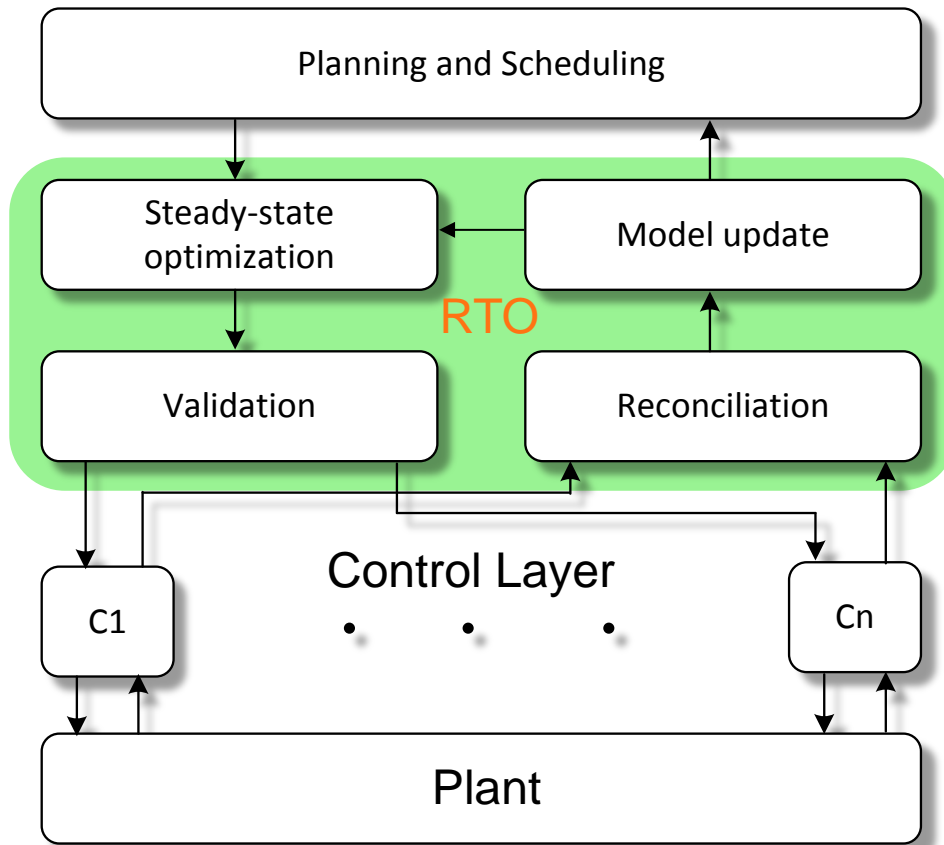 Planning and Scheduling
Steady-state
optimization
Model update
RTO
Validation
Reconciliation
Control Layer
C1
Cn
Plant